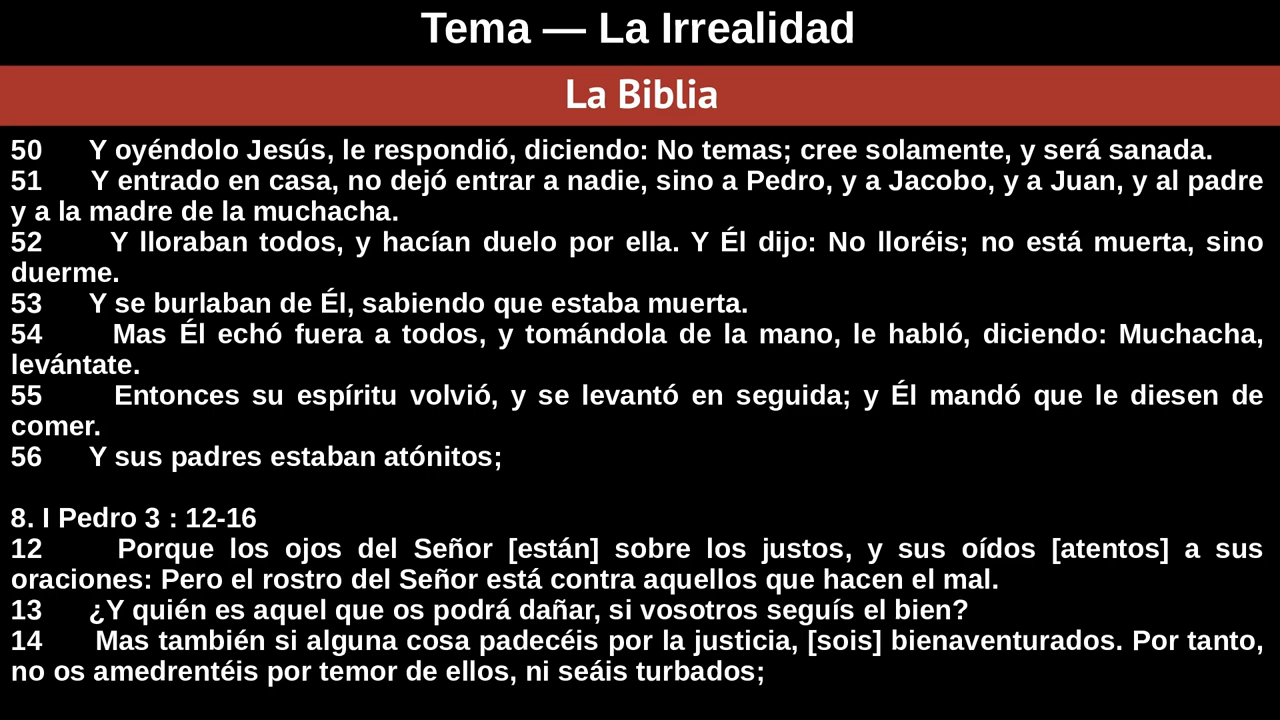 Tema — La Irrealidad
La Biblia
50 Y oyéndolo Jesús, le respondió, diciendo: No temas; cree solamente, y será sanada.
51 Y entrado en casa, no dejó entrar a nadie, sino a Pedro, y a Jacobo, y a Juan, y al padre
y a la madre de la muchacha.
52 Y lloraban todos, y hacían duelo por ella. Y Él dijo: No lloréis; no está muerta, sino
duerme.
53 Y se burlaban de Él, sabiendo que estaba muerta.
54 Mas Él echó fuera a todos, y tomándola de la mano, le habló, diciendo: Muchacha,
levántate.
55 Entonces su espíritu volvió, y se levantó en seguida; y Él mandó que le diesen de
comer.
56 Y sus padres estaban atónitos;
8. I Pedro 3 : 12-16
12 Porque los ojos del Señor [están] sobre los justos, y sus oídos [atentos] a sus
oraciones: Pero el rostro del Señor está contra aquellos que hacen el mal.
13 ¿Y quién es aquel que os podrá dañar, si vosotros seguís el bien?
14 Mas también si alguna cosa padecéis por la justicia, [sois] bienaventurados. Por tanto,
no os amedrentéis por temor de ellos, ni seáis turbados;